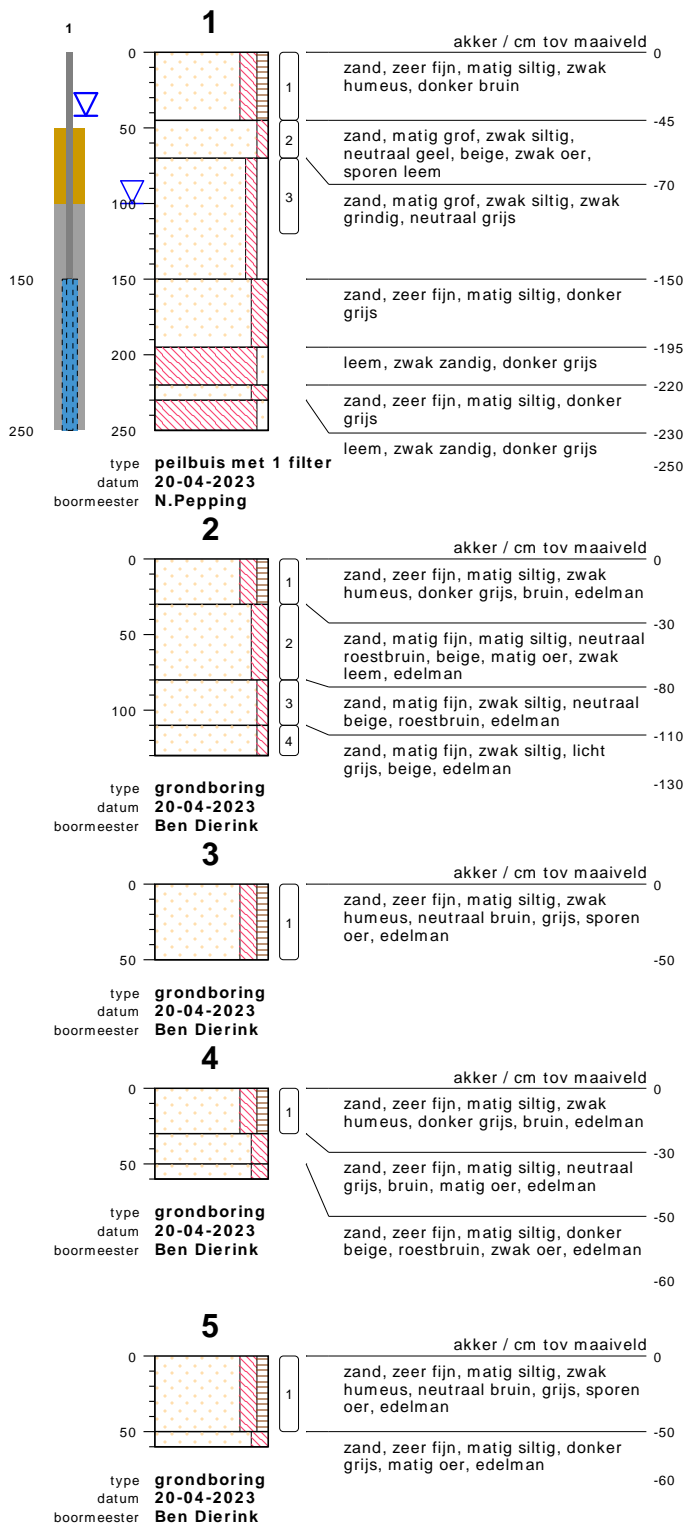 1
1
akker / cm tov maaiveld
0
0
zand, zeer fijn, matig siltig, zwak
humeus, donker bruin
1
-45
50
2
zand, matig grof, zwak siltig,
neutraal geel, beige, zwak oer,
sporen leem
-70
3
100
zand, matig grof, zwak siltig, zwak
grindig, neutraal grijs
150
150
-150
zand, zeer fijn, matig siltig, donker
grijs
-195
200
leem, zwak zandig, donker grijs
-220
zand, zeer fijn, matig siltig, donker
grijs
-230
250
250
leem, zwak zandig, donker grijs
-250
type peilbuis met 1 filter
datum 20-04-2023
boormeester N.Pepping
2
akker / cm tov maaiveld
0
0
1
zand, zeer fijn, matig siltig, zwak
humeus, donker grijs, bruin, edelman
-30
50
2
zand, matig fijn, matig siltig, neutraal
roestbruin, beige, matig oer, zwak
leem, edelman
-80
3
zand, matig fijn, zwak siltig, neutraal
beige, roestbruin, edelman
100
-110
4
zand, matig fijn, zwak siltig, licht
grijs, beige, edelman
-130
type grondboring
datum 20-04-2023
boormeester Ben Dierink
3
akker / cm tov maaiveld
0
0
zand, zeer fijn, matig siltig, zwak
humeus, neutraal bruin, grijs, sporen
oer, edelman
1
50
-50
type grondboring
datum 20-04-2023
boormeester Ben Dierink
4
akker / cm tov maaiveld
0
0
1
zand, zeer fijn, matig siltig, zwak
humeus, donker grijs, bruin, edelman
-30
50
zand, zeer fijn, matig siltig, neutraal
grijs, bruin, matig oer, edelman
-50
zand, zeer fijn, matig siltig, donker
beige, roestbruin, zwak oer, edelman
-60
type grondboring
datum 20-04-2023
boormeester Ben Dierink
5
akker / cm tov maaiveld
0
0
zand, zeer fijn, matig siltig, zwak
humeus, neutraal bruin, grijs, sporen
oer, edelman
1
50
-50
zand, zeer fijn, matig siltig, donker
grijs, matig oer, edelman
-60
type grondboring
datum 20-04-2023
boormeester Ben Dierink